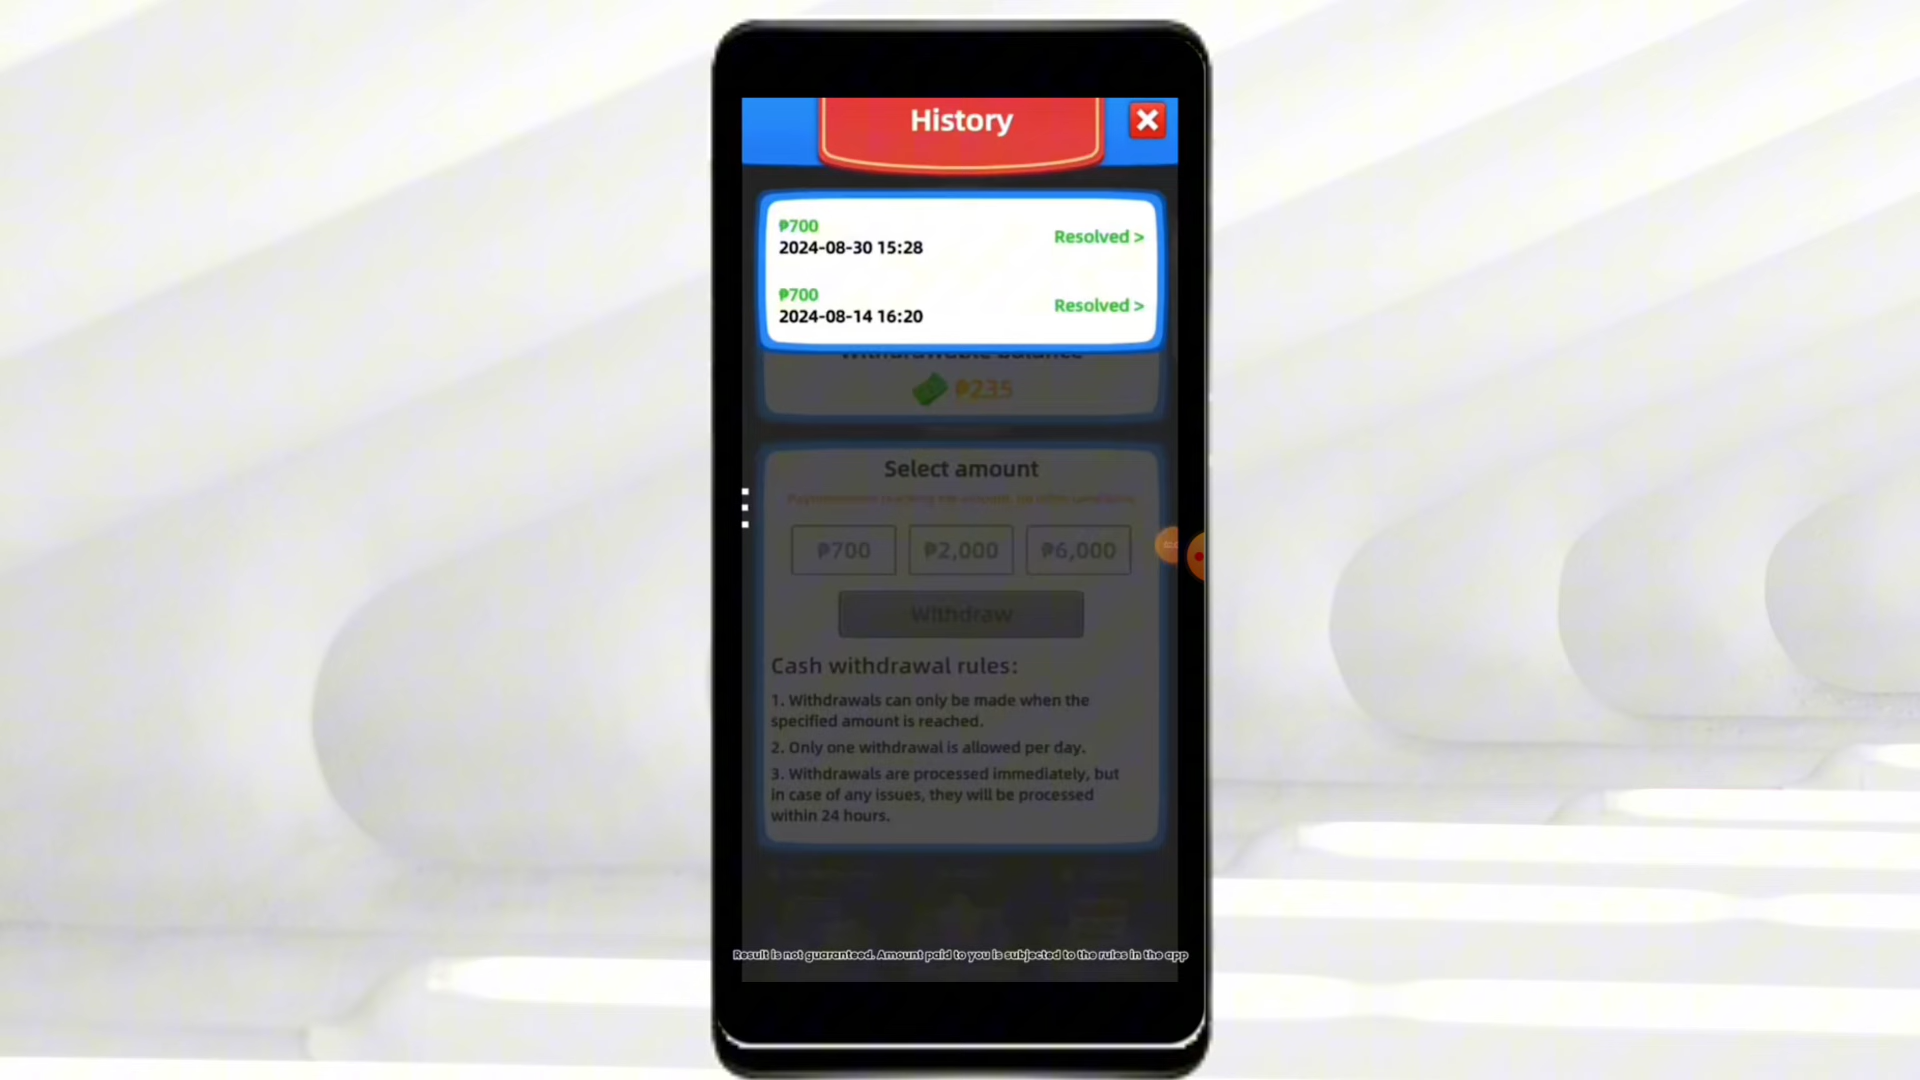 History
₱700
2024-08-30 15:28
Resolved >
₱700
2024-08-14 16:20
Resolved >
Withdrawable balance
₱235
Select amount
₱700
₱2,000
₱6,000
Withdraw
Cash withdrawal rules:
1. Withdrawals can only be made when the
specified amount is reached.
2. Only one withdrawal is allowed per day.
3. Withdrawals are processed immediately, but
in case of any issues, they will be processed
within 24 hours.
Result is not guaranteed. Amount paid to you is subjected to the rules in the app